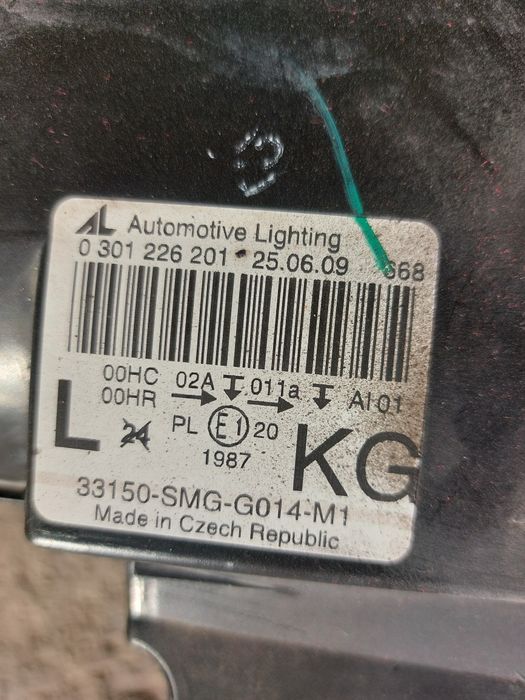 AL Automotive Lighting
0 301 226 201 25.06.09 668
00HC 02A 011a AI 01
00HR
L 24 PL E1 20 KG
1987
33150-SMG-G014-M1
Made in Czech Republic